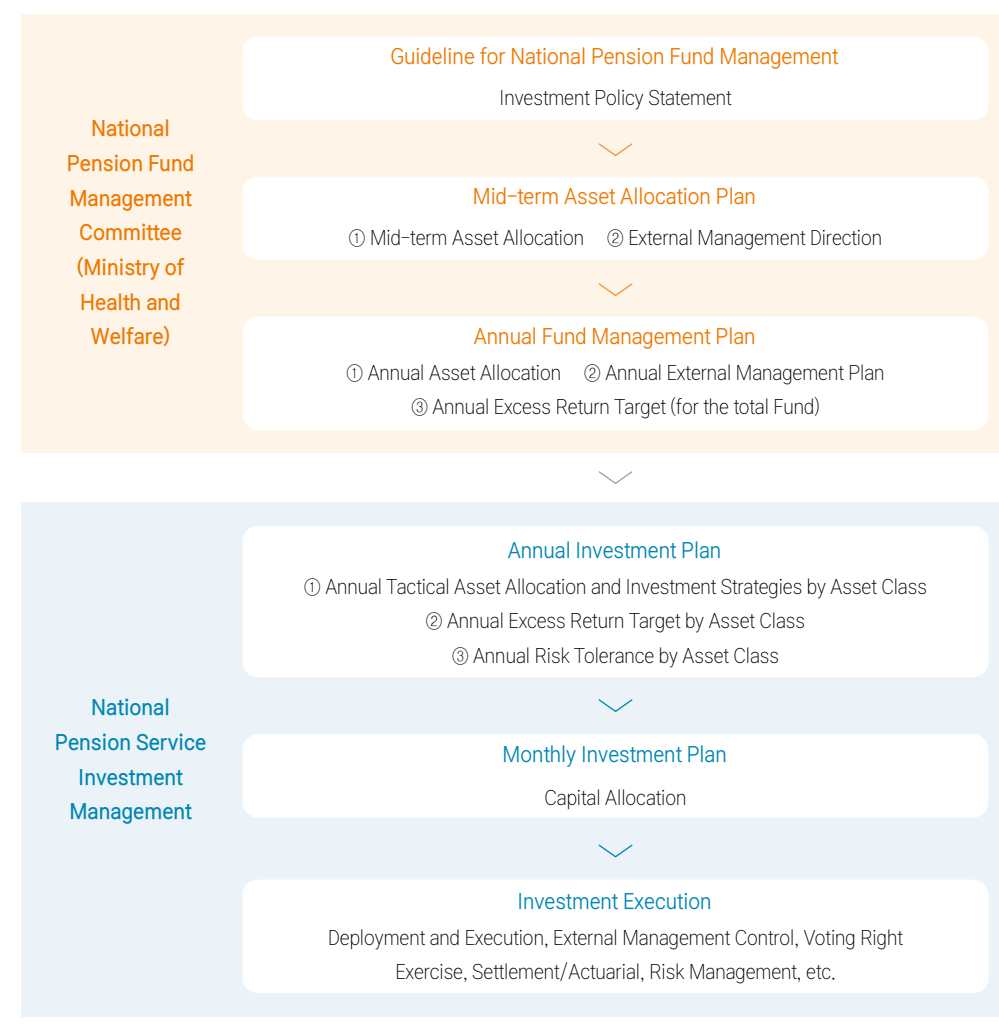 National
Pension Fund
Management
Committee
(Ministry of
Health and
Welfare)
Guideline for National Pension Fund Management
Investment Policy Statement
Mid-term Asset Allocation Plan
① Mid-term Asset Allocation ② External Management Direction
Annual Fund Management Plan
① Annual Asset Allocation ② Annual External Management Plan
③ Annual Excess Return Target (for the total Fund)
National
Pension Service
Investment
Management
Annual Investment Plan
① Annual Tactical Asset Allocation and Investment Strategies by Asset Class
② Annual Excess Return Target by Asset Class
③ Annual Risk Tolerance by Asset Class
Monthly Investment Plan
Capital Allocation
Investment Execution
Deployment and Execution, External Management Control, Voting Right
Exercise, Settlement/Actuarial, Risk Management, etc.